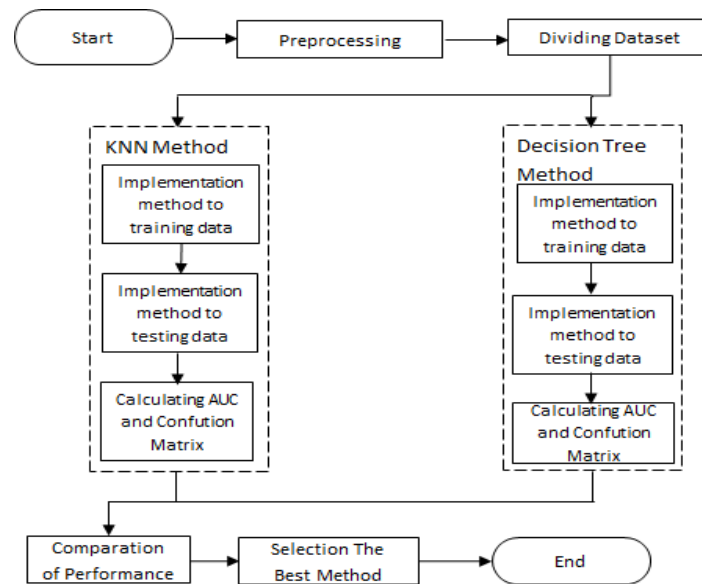 Start
Preprocessing
Dividing Dataset
KNN Method
Implementation
method to
training data
Implementation
method to
testing data
Calculating AUC
and Confution
Matrix
Decision Tree
Method
Implementation
method to
training data
Implementation
method to
testing data
Calculating AUC
and Confution
Matrix
Comparation
of Performance
Selection The
Best Method
End